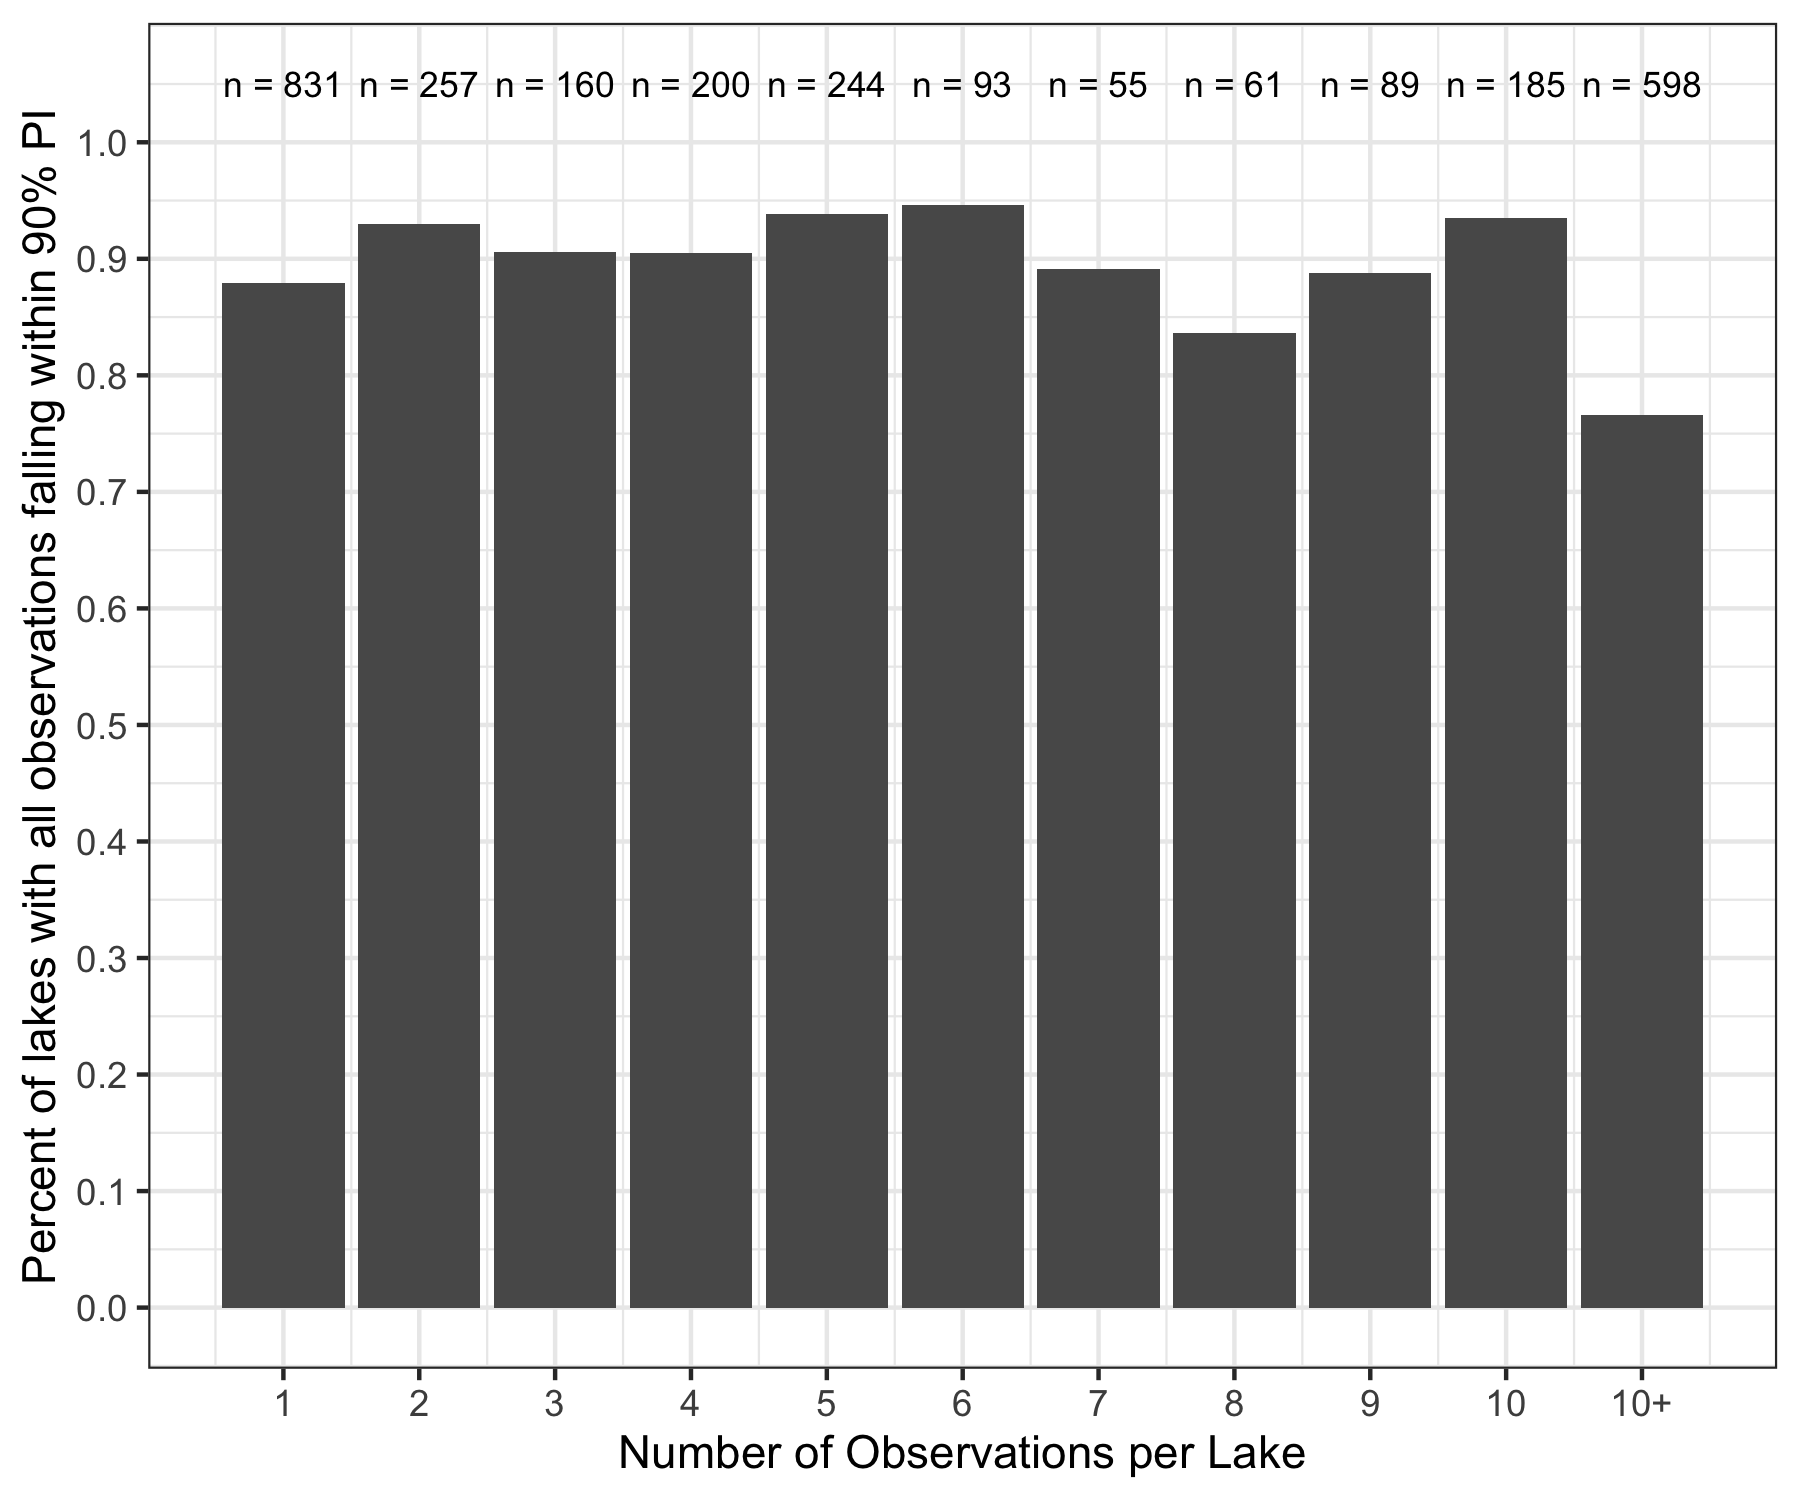 n = 831 n = 257 n = 160 n = 200 n = 244 n = 93 n = 55 n = 61 n = 89 n = 185 n = 598
Percent of lakes with all observations falling within 90% PI
1.0
0.9
0.8
0.7
0.6
0.5
0.4
0.3
0.2
0.1
0.0
1 2 3 4 5 6 7 8 9 10 10+
Number of Observations per Lake